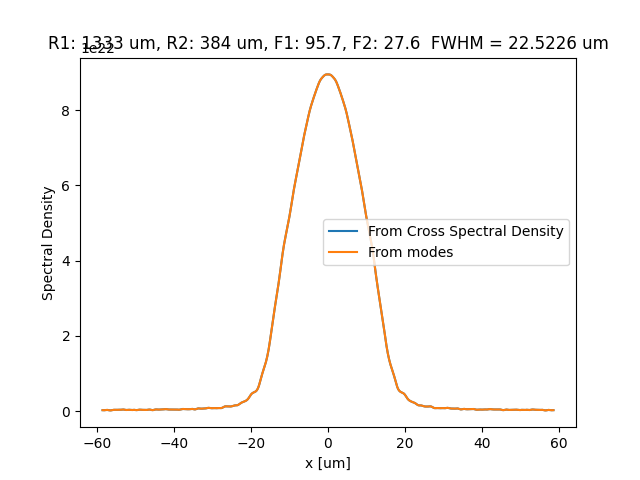 R1: 1333 um, R2: 384 um, F1: 95.7, F2: 27.6  FWHM = 22.5226 um
1e22
8
6
4
2
0
Spectral Density
From Cross Spectral Density
From modes
−60 −40 −20 0 20 40 60
x [um]